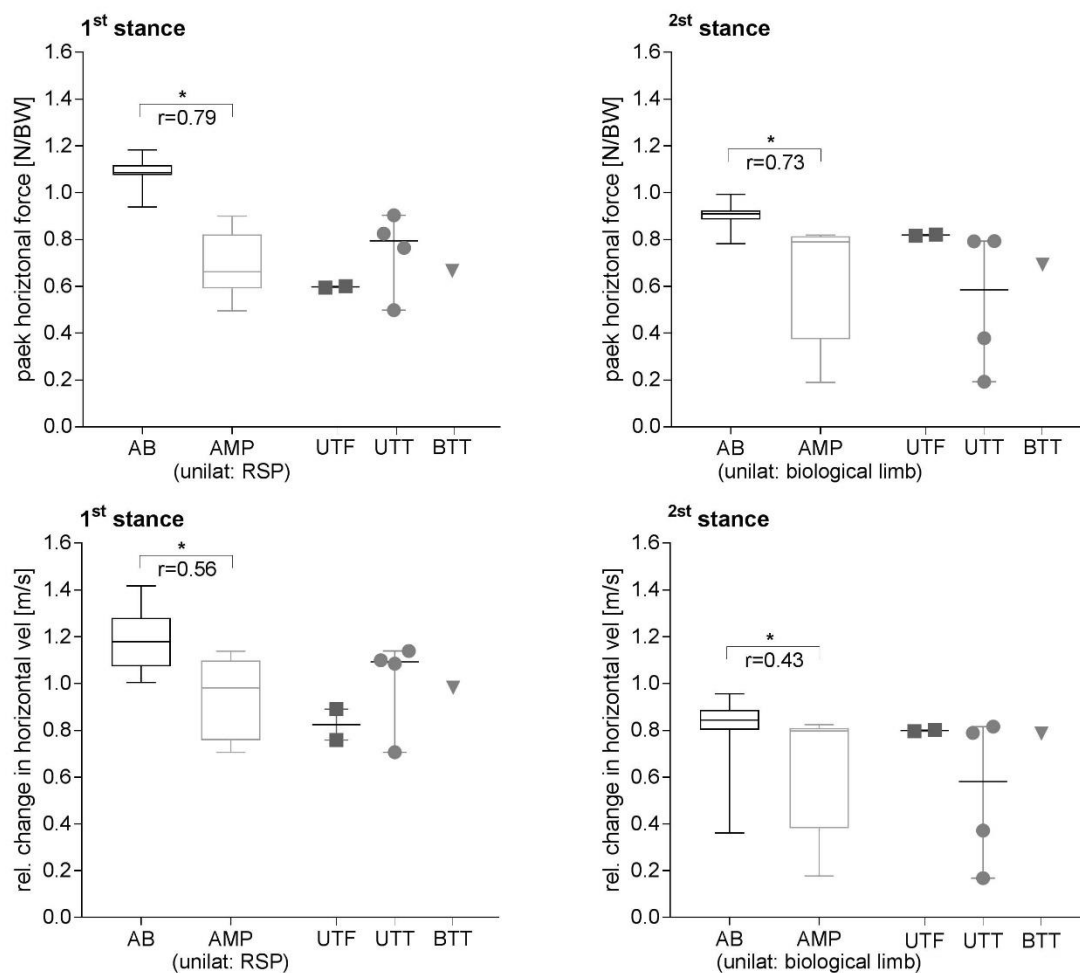 1st stance
paek horiztonal force [N/BW]
1.6
1.4
1.2
1.0
0.8
0.6
0.4
0.2
0.0
*
r=0.79
AB AMP UTF UTT BTT
(unilat: RSP)
2st stance
paek horiztonal force [N/BW]
1.6
1.4
1.2
1.0
0.8
0.6
0.4
0.2
0.0
*
r=0.73
AB AMP UTF UTT BTT
(unilat: biological limb)
1st stance
rel. change in horizontal vel [m/s]
1.6
1.4
1.2
1.0
0.8
0.6
0.4
0.2
0.0
*
r=0.56
AB AMP UTF UTT BTT
(unilat: RSP)
2st stance
rel. change in horizontal vel [m/s]
1.6
1.4
1.2
1.0
0.8
0.6
0.4
0.2
0.0
*
r=0.43
AB AMP UTF UTT BTT
(unilat: biological limb)